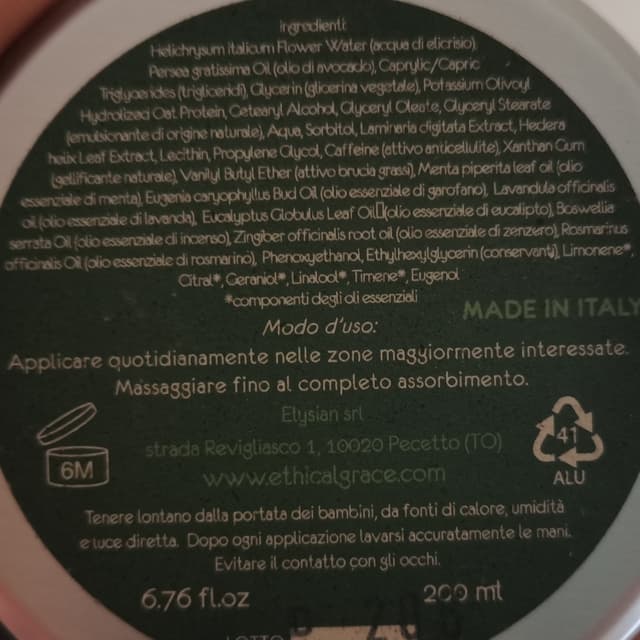 Ingredienti:
Helichrysum italicum Flower Water (acqua di elicrisio)
Persea gratissima Oil (olio di avocado), Caprylic/Capric
Triglycerides (trigliceridi), Glycerin (glicerina vegetale), Potassium Olivoyl
Hydrolized Oat Protein, Cetearyl Alcohol, Glyceryl Oleate, Glyceryl Stearate
(emulsionante di origine naturale), Aqua, Sorbitol, Laminaria digitata Extract, Hedera
helix Leaf Extract, Lecithin, Propylene Glycol, Caffeine (attivo anticellulite), Xanthan Gum
(gellificante naturale), Vanilyl Butyl Ether (attivo brucia grassi), Menta piperita leaf oil (olio
essenziale di menta), Eugenia caryophyllus Bud Oil (olio essenziale di garofano), Lavandula officinalis
oil (olio essenziale di lavanda), Eucalyptus Globulus Leaf Oil (olio essenziale di eucalipto), Boswellia
serrata Oil (olio essenziale di incenso), Zingiber officinalis root oil (olio essenziale di zenzero), Rosmarinus
officinalis Oil (olio essenziale di rosmarino), Phenoxyethanol, Ethylhexylglycerin (conservanti), Limonene*,
Citral*, Geraniol*, Linalool*, Timene*, Eugenol
*componenti degli oli essenziali
MADE IN ITALY
Modo d'uso:
Applicare quotidianamente nelle zone maggiormente interessate.
Massaggiare fino al completo assorbimento.
Elysian srl
strada Revigliasco 1, 10020 Pecetto (TO)
www.ethicalgrace.com
6M
41
ALU
Tenere lontano dalla portata dei bambini, da fonti di calore, umidità
e luce diretta. Dopo ogni applicazione lavarsi accuratamente le mani.
Evitare il contatto con gli occhi.
6.76 fl.oz
200 ml
LOTTO